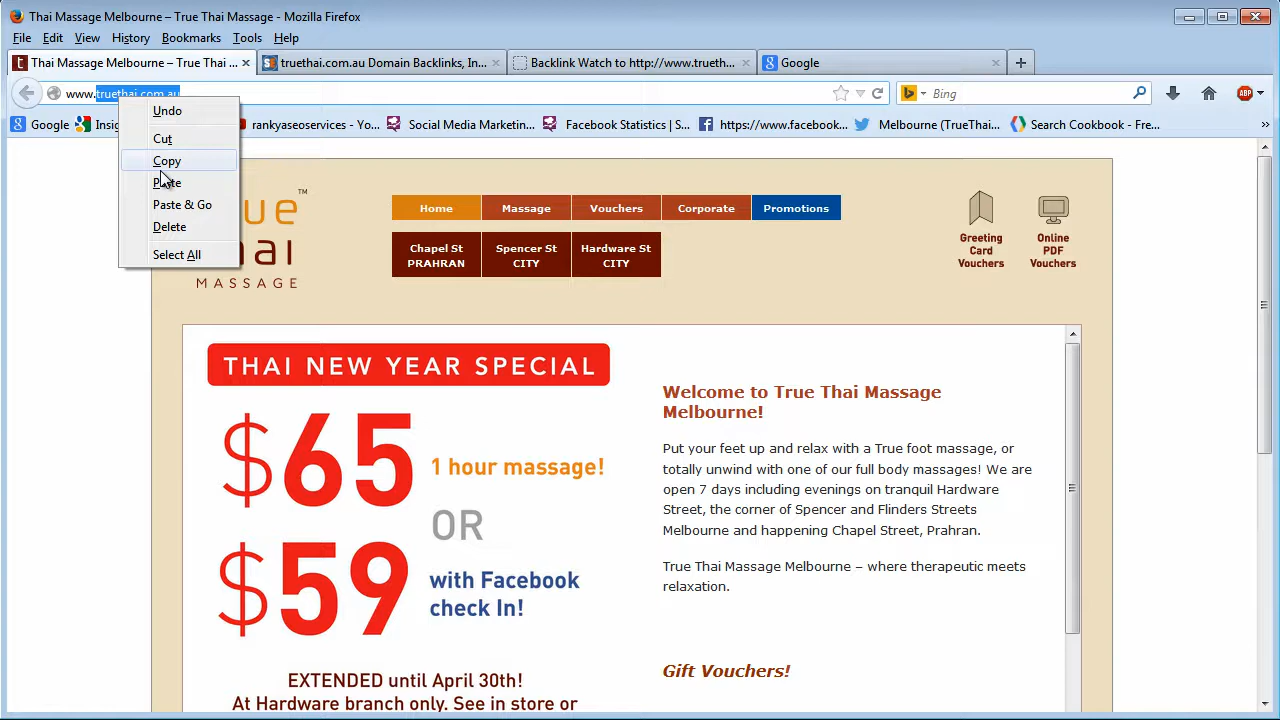 Thai Massage Melbourne – True Thai Massage - Mozilla Firefox
File Edit View History Bookmarks Tools Help
Thai Massage Melbourne – True Thai ...
truethai.com.au Domain Backlinks, In...
Backlink Watch to http://www.trueth...
Google
www.truethai.com.au
Bing
ABP
Google
Insig
rankyaseoservices - Yo...
Social Media Marketin...
Facebook Statistics | S...
https://www.facebook...
Melbourne (TrueThai...
Search Cookbook - Fre...
Undo
Cut
Copy
Paste
Paste & Go
Delete
Select All
ue
™
hai
MASSAGE
Home
Massage
Vouchers
Corporate
Promotions
Chapel St
PRAHRAN
Spencer St
CITY
Hardware St
CITY
Greeting
Card
Vouchers
Online
PDF
Vouchers
THAI NEW YEAR SPECIAL
$65
1 hour massage!
OR
$59
with Facebook
check In!
EXTENDED until April 30th!
At Hardware branch only. See in store or
Welcome to True Thai Massage
Melbourne!
Put your feet up and relax with a True foot massage, or
totally unwind with one of our full body massages! We are
open 7 days including evenings on tranquil Hardware
Street, the corner of Spencer and Flinders Streets
Melbourne and happening Chapel Street, Prahran.
True Thai Massage Melbourne – where therapeutic meets
relaxation.
Gift Vouchers!